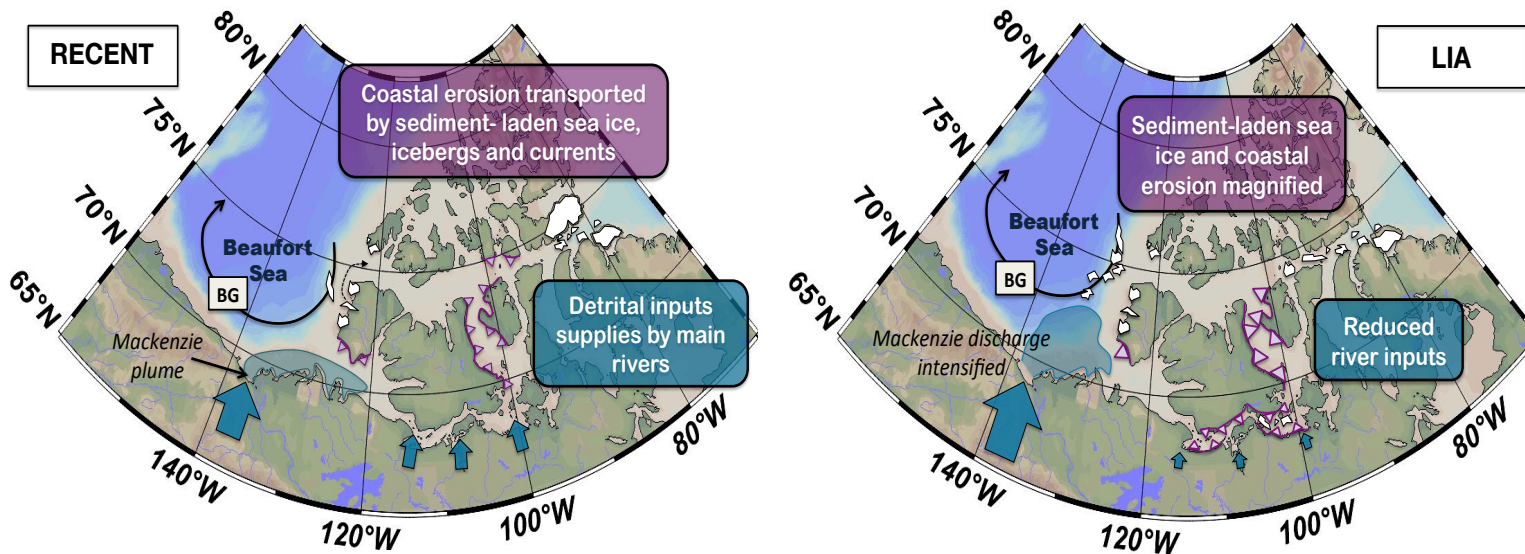 RECENT
80°N
75°N
70°N
65°N
Coastal erosion transported
by sediment- laden sea ice,
icebergs and currents
Beaufort
Sea
BG
Mackenzie
plume
Detrital inputs
supplies by main
rivers
140°W
120°W
100°W
80°W
LIA
80°N
75°N
70°N
65°N
Sediment-laden sea
ice and coastal
erosion magnified
Beaufort
Sea
BG
Mackenzie discharge
intensified
Reduced
river inputs
140°W
120°W
100°W
80°W